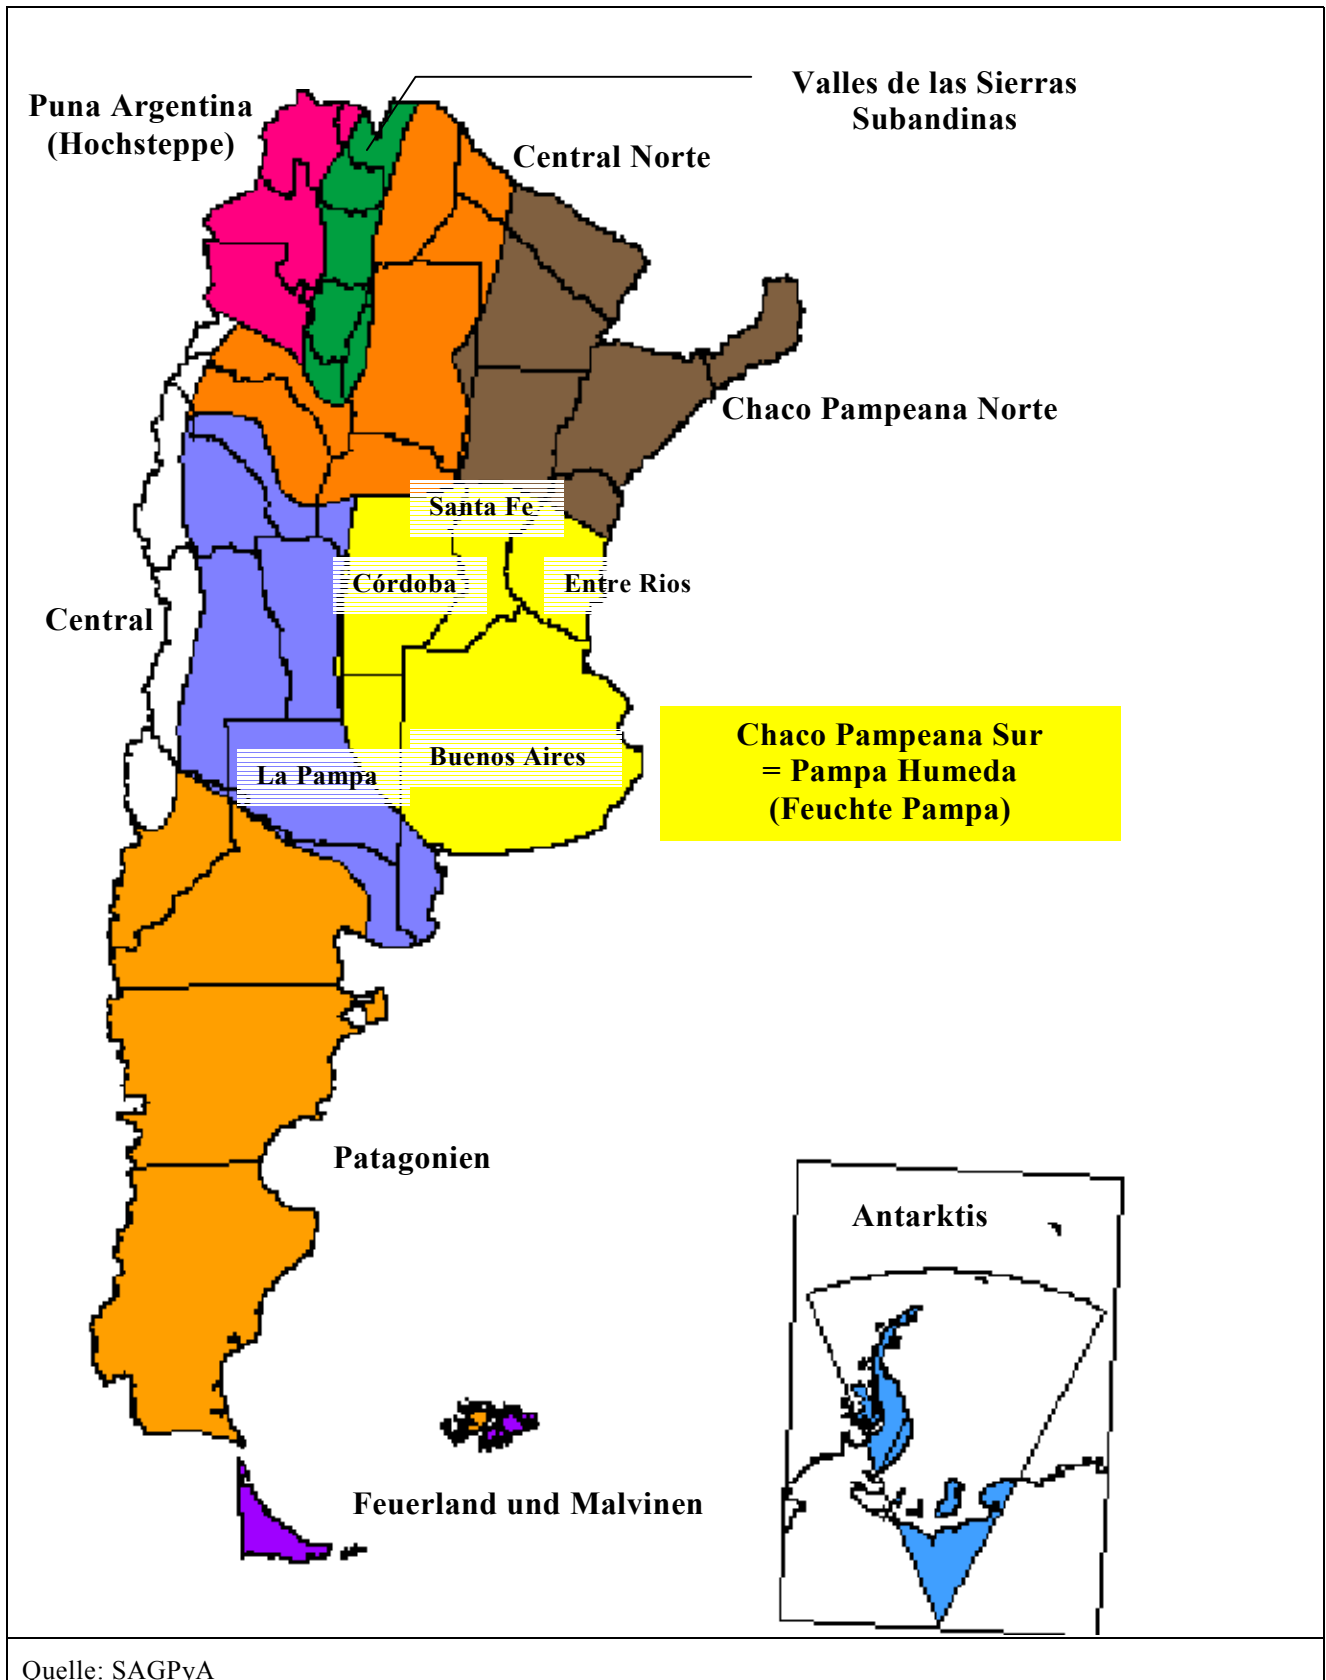 Valles de las Sierras
Subandinas
Puna Argentina
(Hochsteppe)
Central Norte
Chaco Pampeana Norte
Santa Fe
Córdoba
Entre Rios
Central
Chaco Pampeana Sur
= Pampa Humeda
(Feuchte Pampa)
Buenos Aires
La Pampa
Patagonien
Antarktis
Feuerland und Malvinen
Quelle: SAGPyA